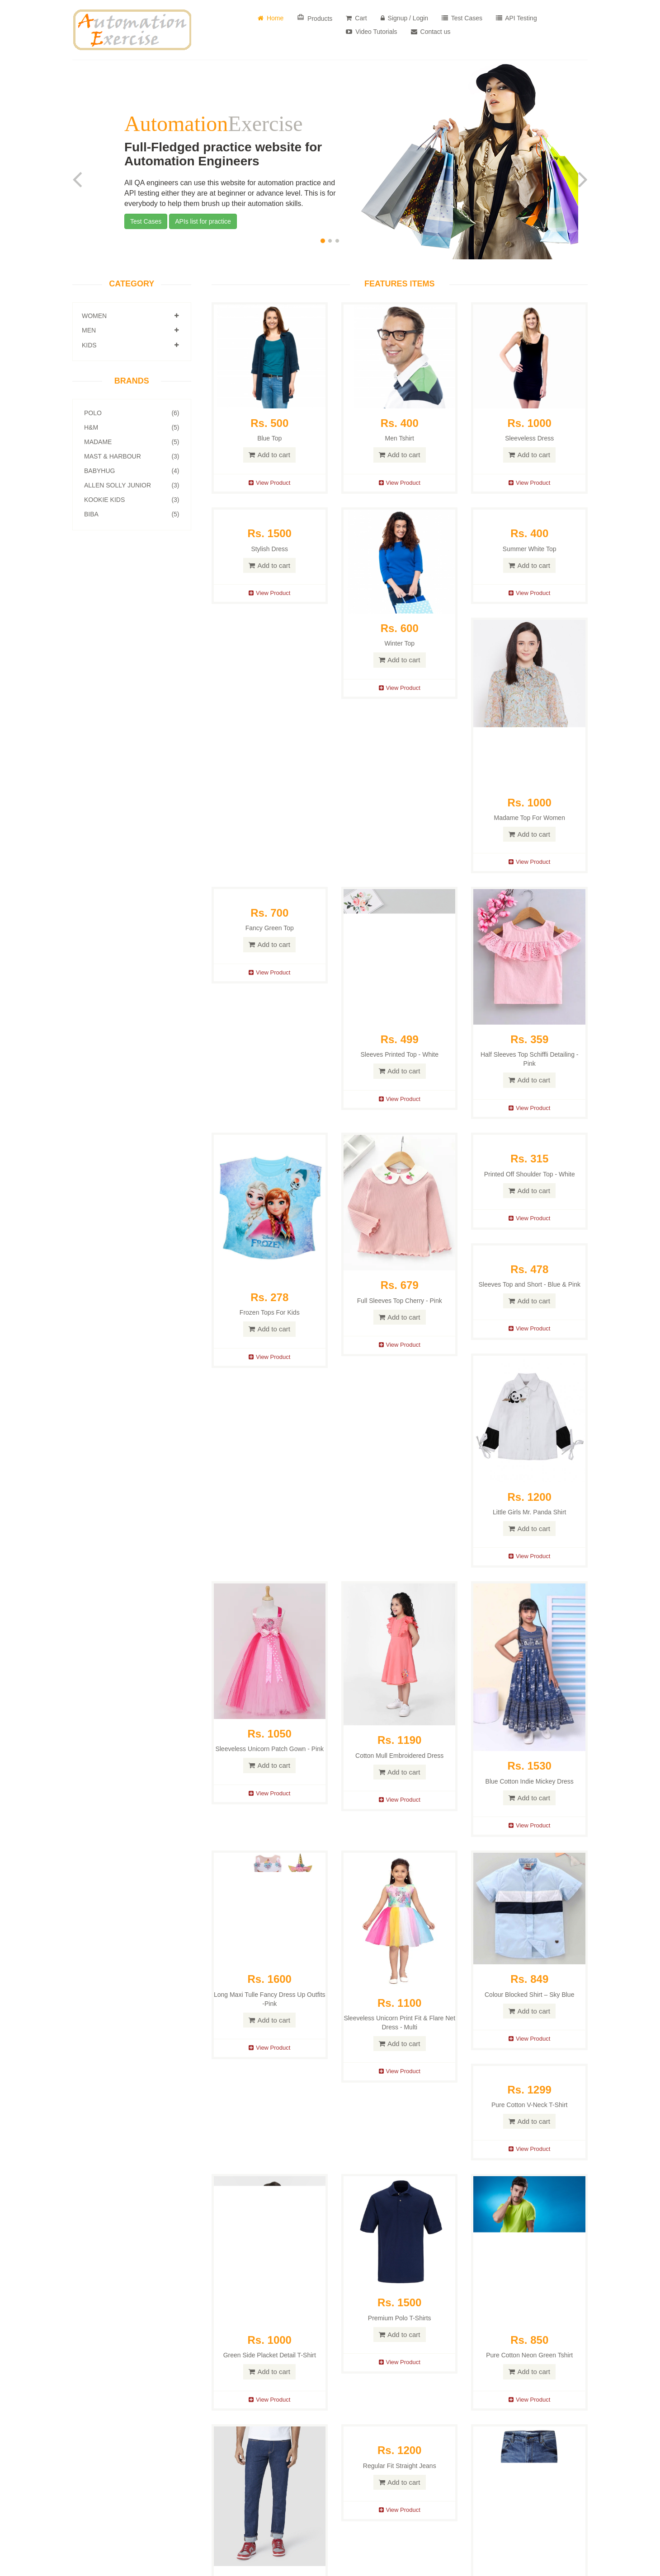 Automation
Exercise
Home
Products
Cart
Signup / Login
Test Cases
API Testing
Video Tutorials
Contact us
AutomationExercise
Full-Fledged practice website for
Automation Engineers
All QA engineers can use this website for automation practice and
API testing either they are at beginner or advance level. This is for
everybody to help them brush up their automation skills.
Test Cases
APIs list for practice
CATEGORY
WOMEN
MEN
KIDS
BRANDS
POLO (6)
H&M (5)
MADAME (5)
MAST & HARBOUR (3)
BABYHUG (4)
ALLEN SOLLY JUNIOR (3)
KOOKIE KIDS (3)
BIBA (5)
FEATURES ITEMS
Rs. 500
Blue Top
Add to cart
View Product
Rs. 400
Men Tshirt
Add to cart
View Product
Rs. 1000
Sleeveless Dress
Add to cart
View Product
Rs. 1500
Stylish Dress
Add to cart
View Product
Rs. 600
Winter Top
Add to cart
View Product
Rs. 400
Summer White Top
Add to cart
View Product
Rs. 1000
Madame Top For Women
Add to cart
View Product
Rs. 700
Fancy Green Top
Add to cart
View Product
Rs. 499
Sleeves Printed Top - White
Add to cart
View Product
Rs. 359
Half Sleeves Top Schiffli Detailing -
Pink
Add to cart
View Product
FROZEN
Rs. 278
Frozen Tops For Kids
Add to cart
View Product
Rs. 679
Full Sleeves Top Cherry - Pink
Add to cart
View Product
Rs. 315
Printed Off Shoulder Top - White
Add to cart
View Product
Rs. 478
Sleeves Top and Short - Blue & Pink
Add to cart
View Product
Rs. 1200
Little Girls Mr. Panda Shirt
Add to cart
View Product
Rs. 1050
Sleeveless Unicorn Patch Gown - Pink
Add to cart
View Product
Rs. 1190
Cotton Mull Embroidered Dress
Add to cart
View Product
Rs. 1530
Blue Cotton Indie Mickey Dress
Add to cart
View Product
Rs. 1600
Long Maxi Tulle Fancy Dress Up Outfits
-Pink
Add to cart
View Product
Rs. 1100
Sleeveless Unicorn Print Fit & Flare Net
Dress - Multi
Add to cart
View Product
Rs. 849
Colour Blocked Shirt – Sky Blue
Add to cart
View Product
Rs. 1299
Pure Cotton V-Neck T-Shirt
Add to cart
View Product
Rs. 1000
Green Side Placket Detail T-Shirt
Add to cart
View Product
Rs. 1500
Premium Polo T-Shirts
Add to cart
View Product
Rs. 850
Pure Cotton Neon Green Tshirt
Add to cart
View Product
Rs. 1200
Regular Fit Straight Jeans
Add to cart
View Product